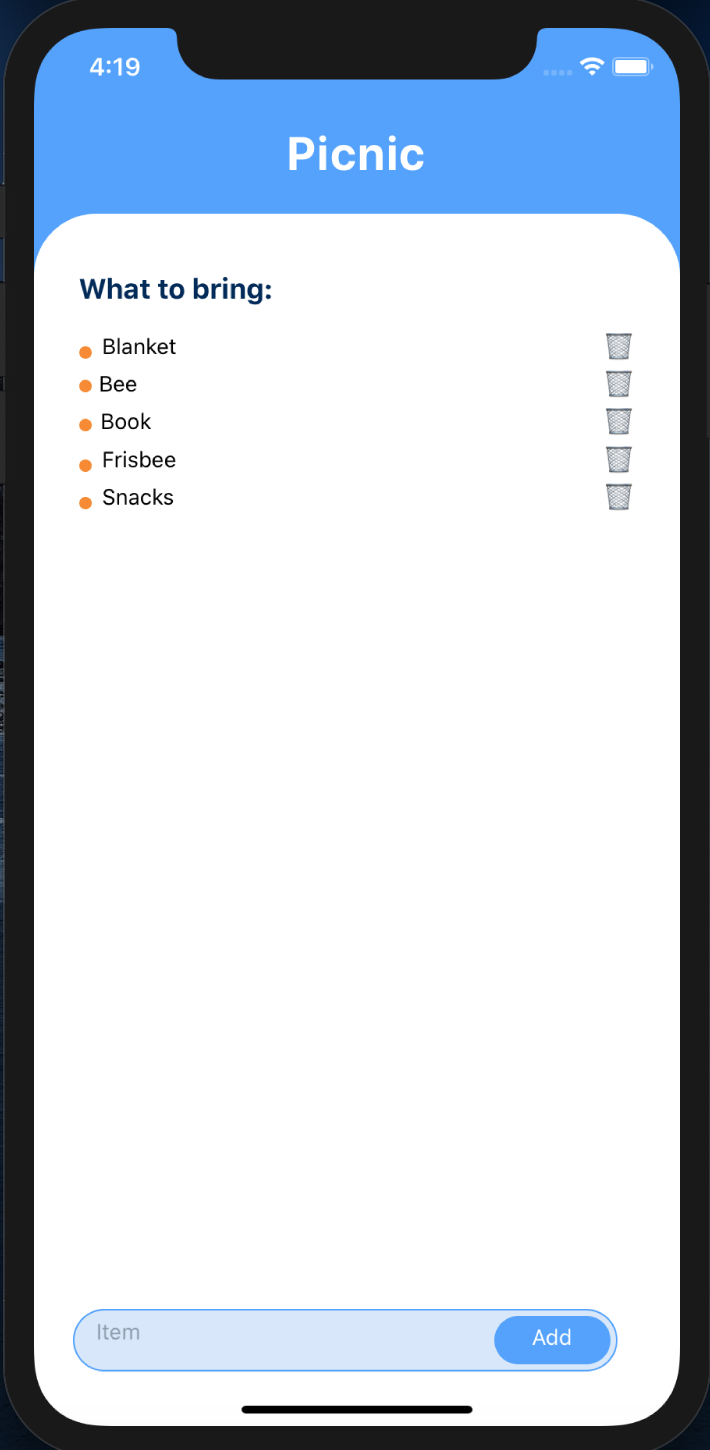 4:19
Picnic
What to bring:
Blanket
Bee
Book
Frisbee
Snacks
Item
Add